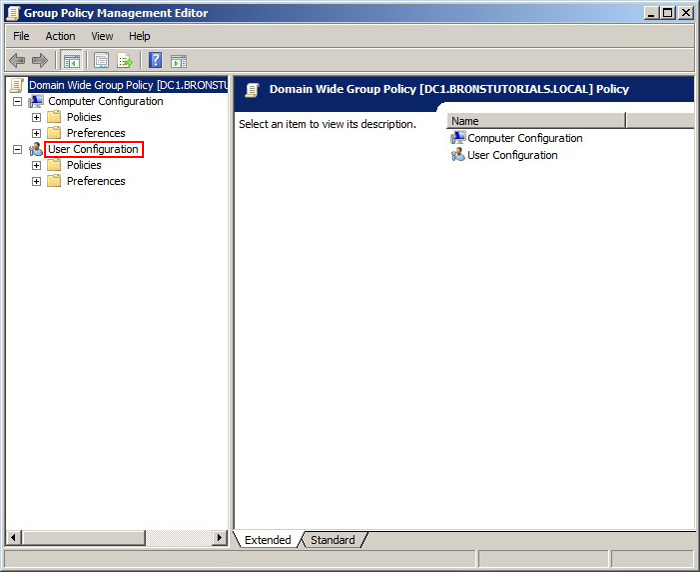 Group Policy Management Editor
File Action View Help
Domain Wide Group Policy [DC1.BRONSTU
Computer Configuration
Policies
Preferences
User Configuration
Policies
Preferences
Domain Wide Group Policy [DC1.BRONSTUTORIALS.LOCAL] Policy
Select an item to view its description.
Name
Computer Configuration
User Configuration
Extended Standard